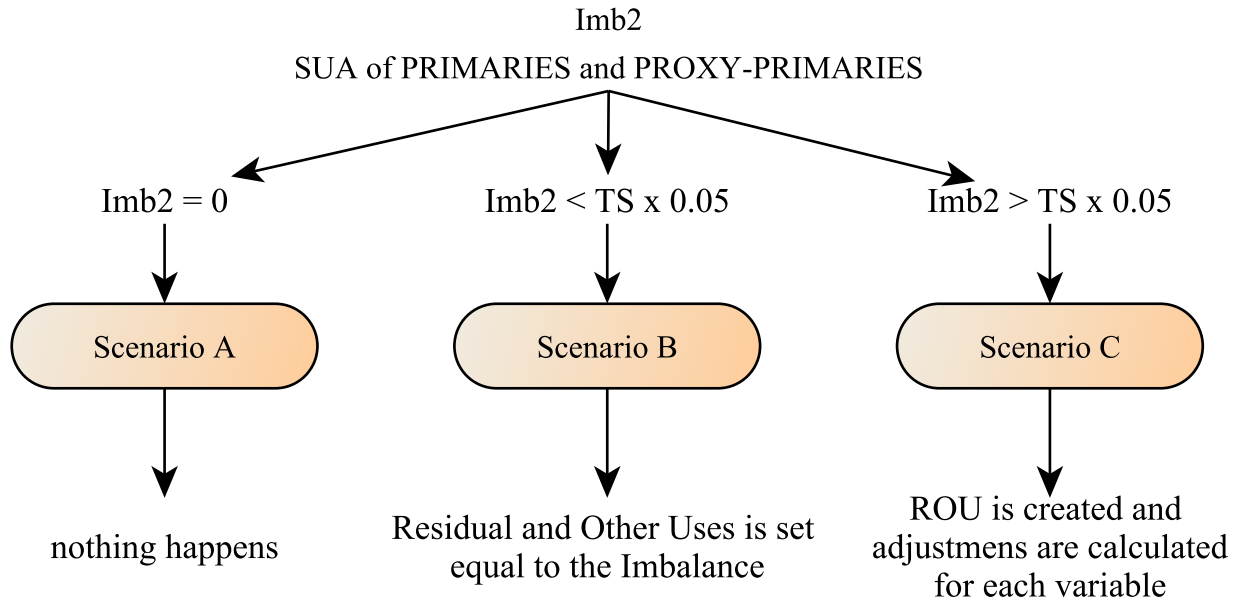 Imb2
SUA of PRIMARIES and PROXY-PRIMARIES
Imb2 = 0
Imb2 < TS x 0.05
Imb2 > TS x 0.05
Scenario A
Scenario B
Scenario C
nothing happens
Residual and Other Uses is set
equal to the Imbalance
ROU is created and
adjustmens are calculated
for each variable